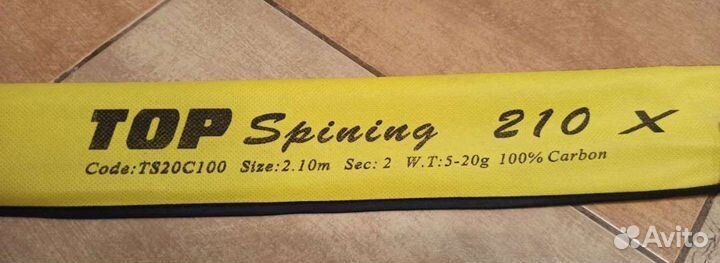 TOP Spining 210 X
Code:TS20C100 Size:2.10m Sec:2 W.T:5-20g 100% Carbon
Avito